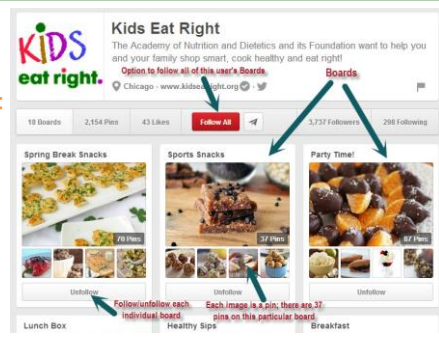 KiDS
eat right.
Kids Eat Right
The Academy of Nutrition and Dietetics and its Foundation want to help you
and your family shop smart, cook healthy and eat right!
Option to follow all of this user's Boards
Boards
Chicago · www.kidseatright.org ·
18 Boards
2,154 Pins
43 Likes
Follow All
3,737 Followers
298 Following
Spring Break Snacks
Sports Snacks
Party Time!
70 Pins
37 Pins
87 Pins
Unfollow
Unfollow
Unfollow
Follow/unfollow each
individual board
Each image is a pin; there are 37
pins on this particular board
Lunch Box
Healthy Sips
Breakfast